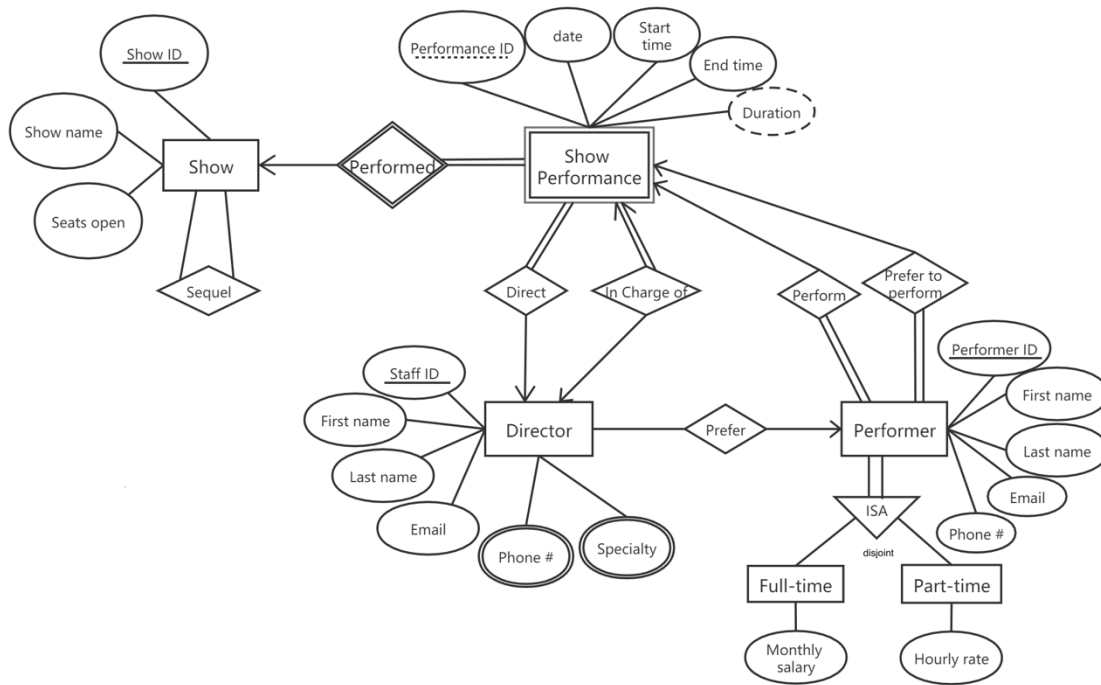 Performance ID
date
Start
time
End time
Duration
Show ID
Show name
Seats open
Show
Performed
Show
Performance
Sequel
Direct
In Charge of
Perform
Prefer to
perform
Staff ID
First name
Last name
Email
Phone #
Specialty
Director
Prefer
Performer
Performer ID
First name
Last name
Email
Phone #
ISA
disjoint
Full-time
Part-time
Monthly
salary
Hourly rate